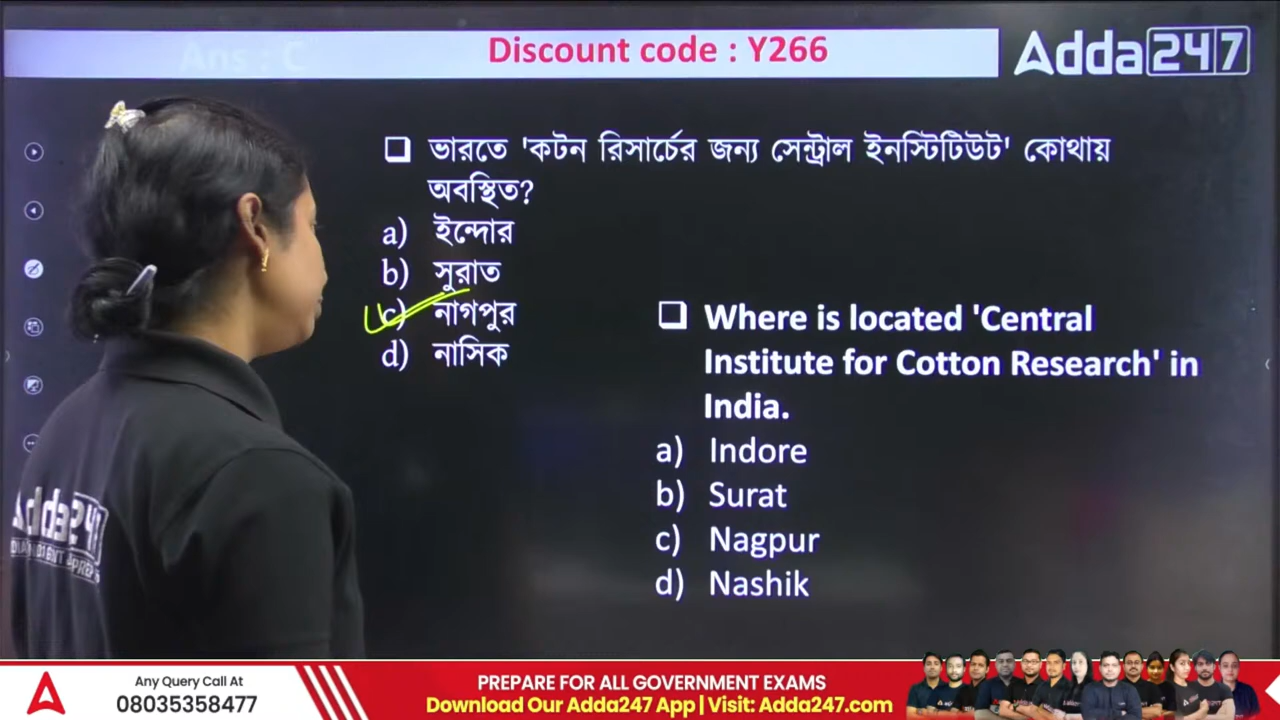 Ans : C
Discount code : Y266
Adda247
❑ ভারতে 'কটন রিসার্চের জন্য সেন্ট্রাল ইনস্টিটিউট' কোথায়
অবস্থিত?
a) ইন্দোর
b) সুরাত
c) নাগপুর
d) নাসিক
❑ Where is located 'Central
Institute for Cotton Research' in
India.
a) Indore
b) Surat
c) Nagpur
d) Nashik
Adda247
Any Query Call At
08035358477
PREPARE FOR ALL GOVERNMENT EXAMS
Download Our Adda247 App | Visit: Adda247.com